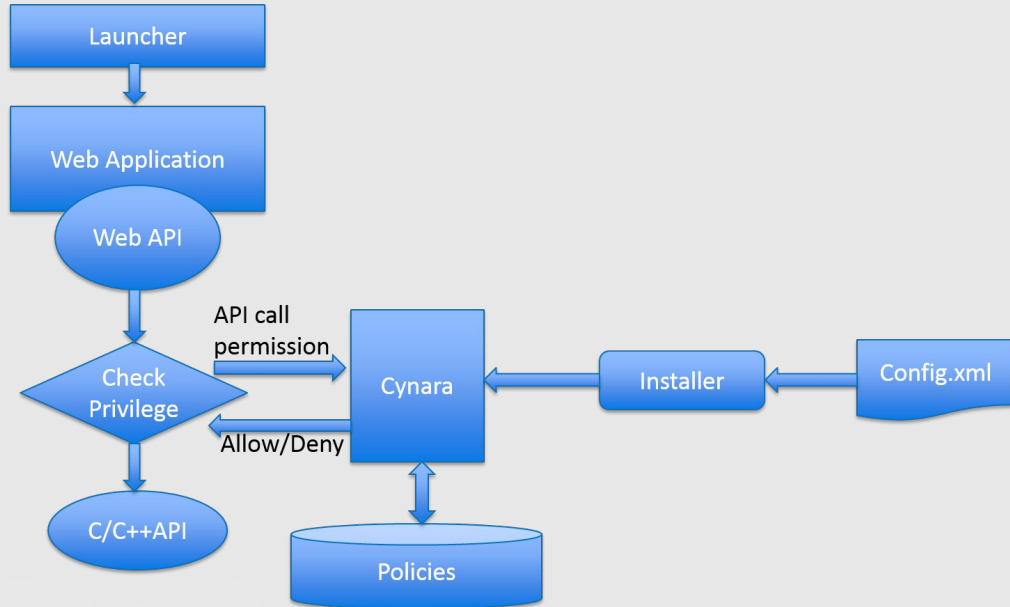 Launcher
Web Application
Web API
API call
permission
Check
Privilege
Cynara
Installer
Config.xml
Allow/Deny
C/C++API
Policies